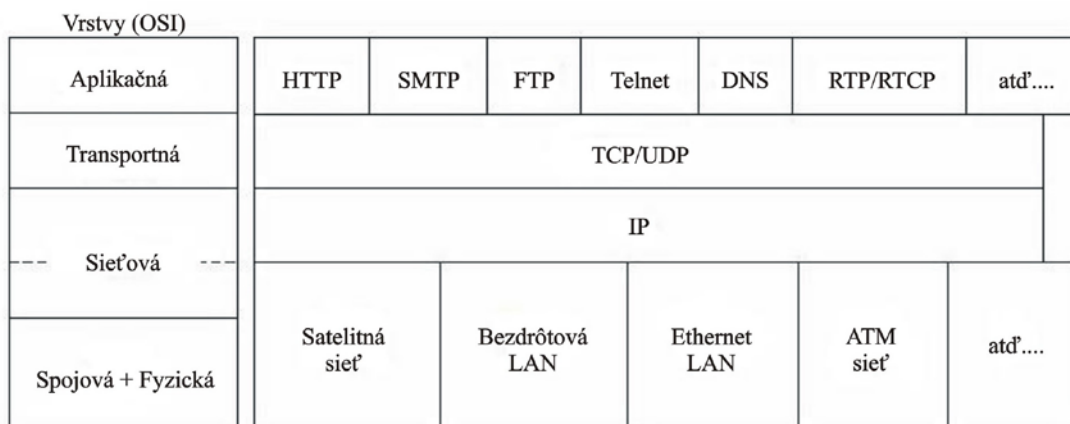 Vrstvy (OSI)
Aplikačná
HTTP
SMTP
FTP
Telnet
DNS
RTP/RTCP
atď....
Transportná
TCP/UDP
IP
Sieťová
Satelitná
sieť
Bezdrôtová
LAN
Ethernet
LAN
ATM
sieť
atď....
Spojová + Fyzická